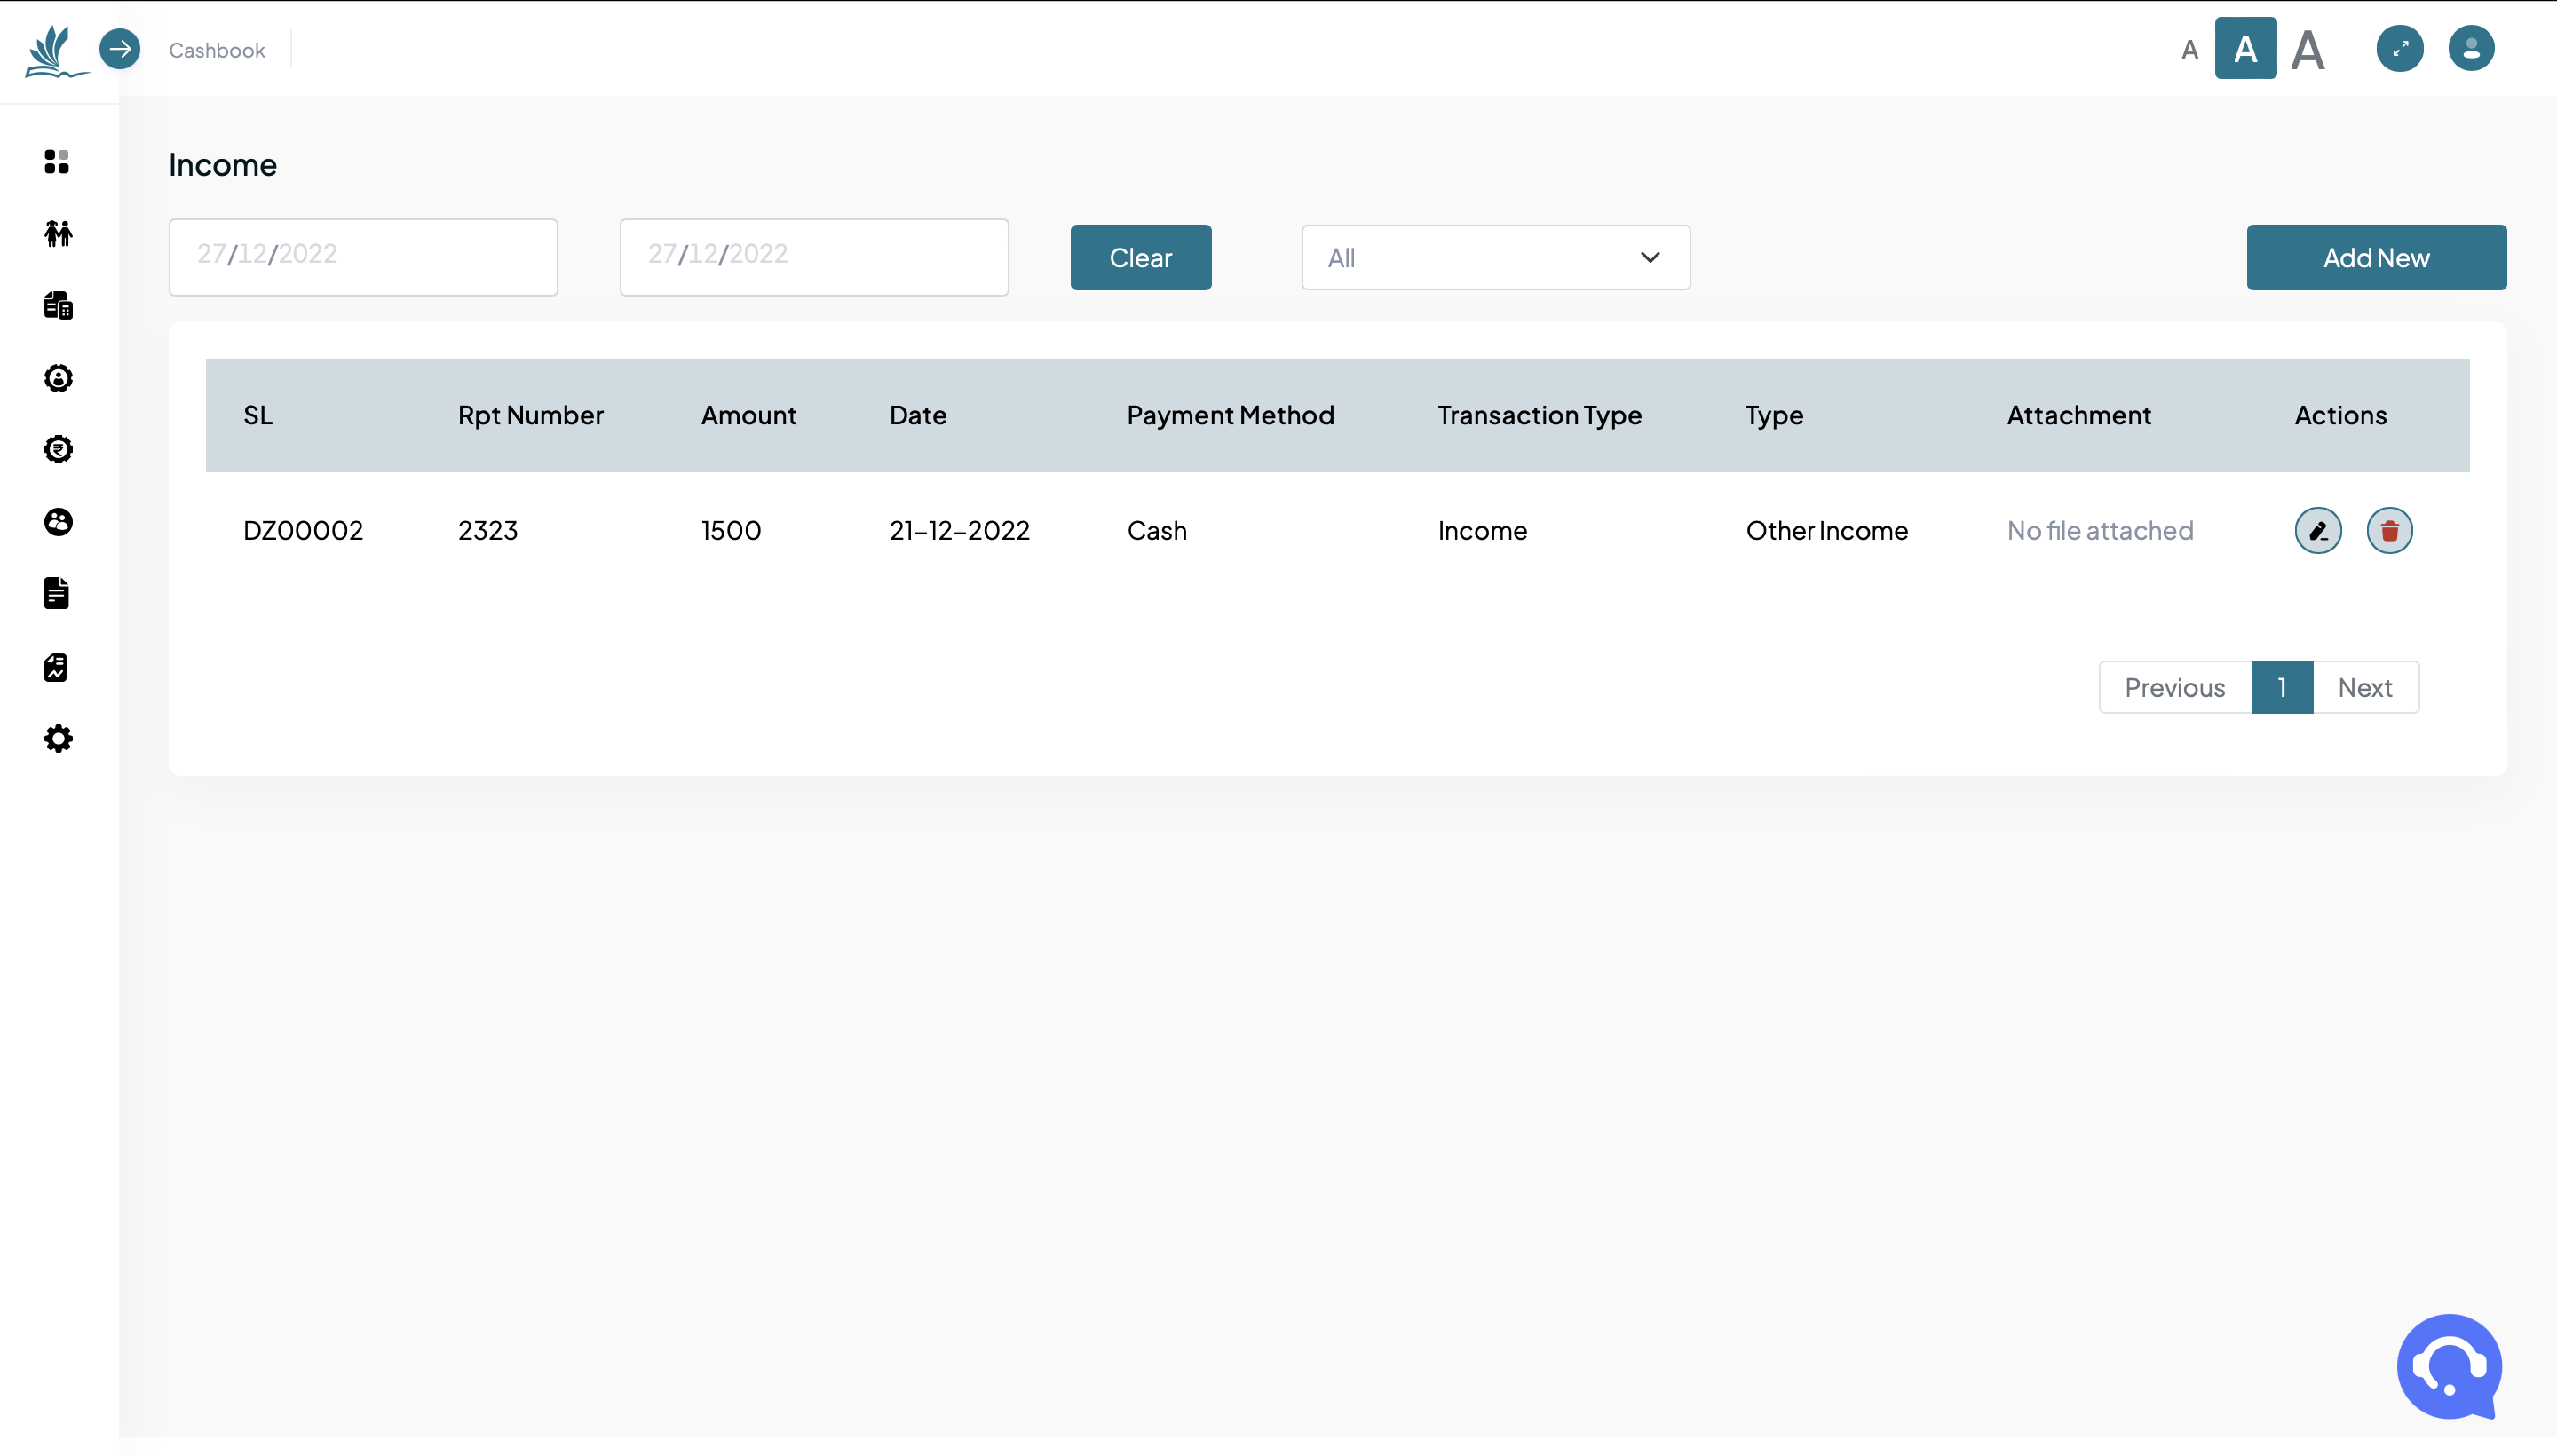 Cashbook
A A A
Income
27/12/2022 27/12/2022 Clear All Add New
SL Rpt Number Amount Date Payment Method Transaction Type Type Attachment Actions
DZ00002 2323 1500 21-12-2022 Cash Income Other Income No file attached
Previous 1 Next